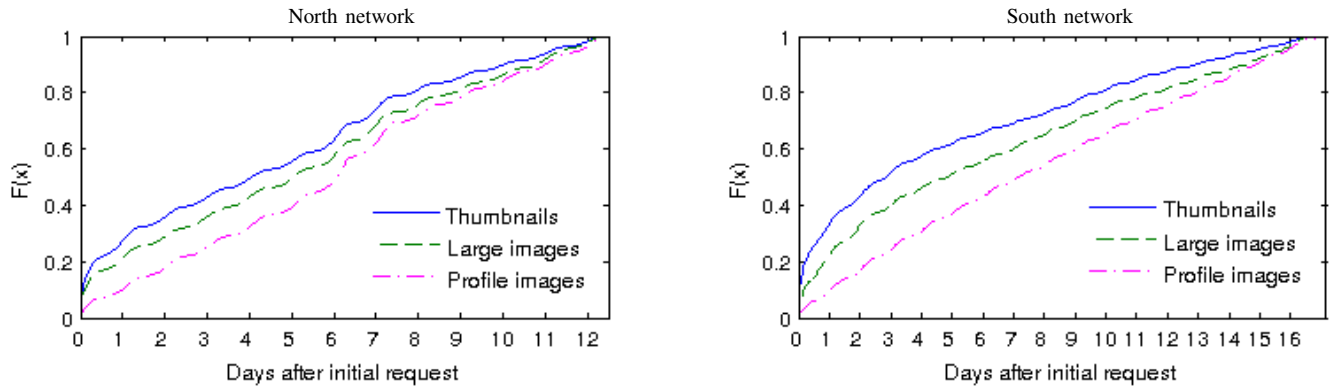 North network
1
0.8
0.6
0.4
0.2
0
F(x)
Thumbnails
Large images
Profile images
0 1 2 3 4 5 6 7 8 9 10 11 12
Days after initial request
South network
1
0.8
0.6
0.4
0.2
0
F(x)
Thumbnails
Large images
Profile images
0 1 2 3 4 5 6 7 8 9 10 11 12 13 14 15 16
Days after initial request